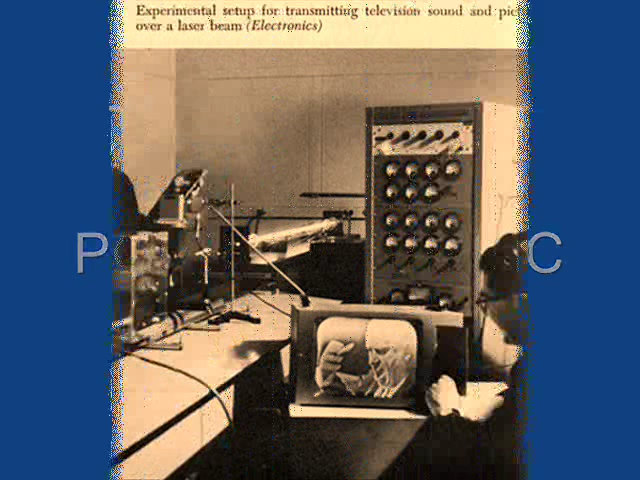 Experimental setup for transmitting television sound and pic
over a laser beam (Electronics)